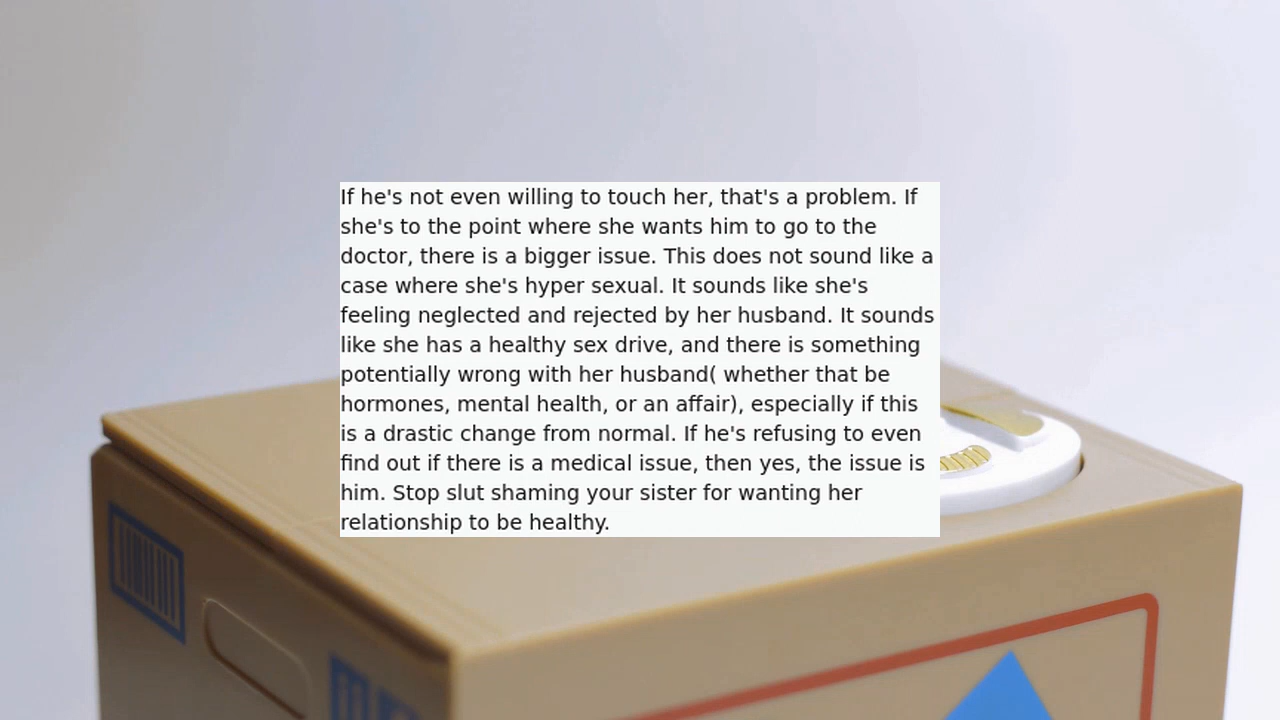 If he's not even willing to touch her, that's a problem. If
she's to the point where she wants him to go to the
doctor, there is a bigger issue. This does not sound like a
case where she's hyper sexual. It sounds like she's
feeling neglected and rejected by her husband. It sounds
like she has a healthy sex drive, and there is something
potentially wrong with her husband( whether that be
hormones, mental health, or an affair), especially if this
is a drastic change from normal. If he's refusing to even
find out if there is a medical issue, then yes, the issue is
him. Stop slut shaming your sister for wanting her
relationship to be healthy.